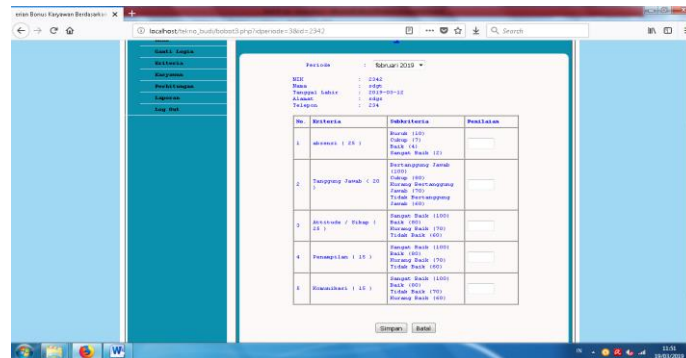 erian Bonus Karyawan Berdasarkan
localhost/tekno_budi/bobot3.php?idperiode=3&id=2342
Search
Ganti Login
Kriteria
Karyawan
Perhitungan
Laporan
Log Out
Periode : februari 2019
NIK : 2342
Nama : sdgt
Tanggal Lahir : 2019-03-12
Alamat : sdgs
Telepon : 234
No. Kriteria Subkriteria Penilaian
1 absensi ( 25 )
Buruk (10)
Cukup (7)
Baik (4)
Sangat Baik (2)
2 Tanggung Jawab ( 20 )
Bertanggung Jawab
(100)
Cukup (80)
Kurang Bertanggung
Jawab (70)
Tidak Bertanggung
Jawab (60)
3 Attitude / Sikap (
25 )
Sangat Baik (100)
Baik (80)
Kurang Baik (70)
Tidak Baik (60)
4 Penampilan ( 15 )
Sangat Baik (100)
Baik (80)
Kurang Baik (70)
Tidak Baik (60)
5 Komunikasi ( 15 )
Sangat Baik (100)
Baik (80)
Tidak Baik (70)
Kurang Baik (60)
Simpan Batal
11:51
19/03/2019